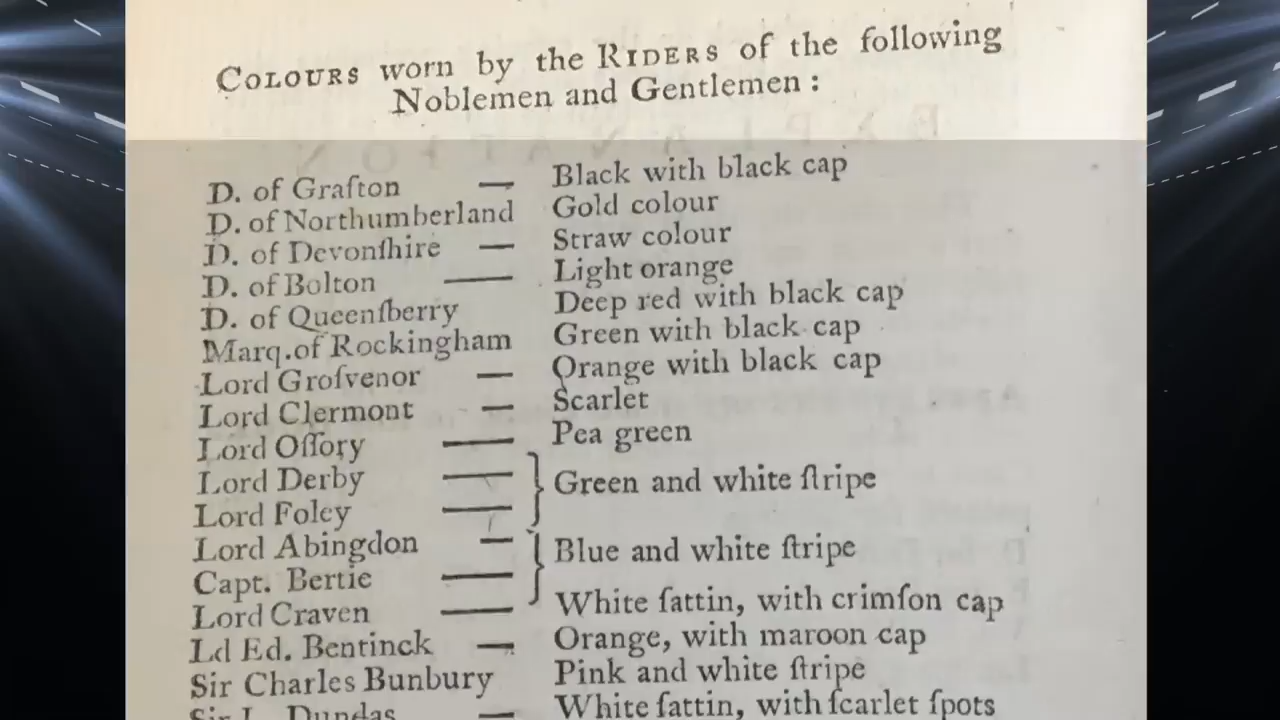 COLOURS worn by the RIDERS of the following
Noblemen and Gentlemen :
D. of Grafton — Black with black cap
D. of Northumberland Gold colour
D. of Devonſhire — Straw colour
D. of Bolton — Light orange
D. of Queenſberry Deep red with black cap
Marq. of Rockingham Green with black cap
Lord Groſvenor — Orange with black cap
Lord Clermont — Scarlet
Lord Oſſory — Pea green
Lord Derby —
Lord Foley — } Green and white ſtripe
Lord Abingdon —
Capt. Bertie — } Blue and white ſtripe
Lord Craven — White ſattin, with crimſon cap
Ld Ed. Bentinck — Orange, with maroon cap
Sir Charles Bunbury Pink and white ſtripe
Sir L. Dundas — White ſattin, with ſcarlet ſpots